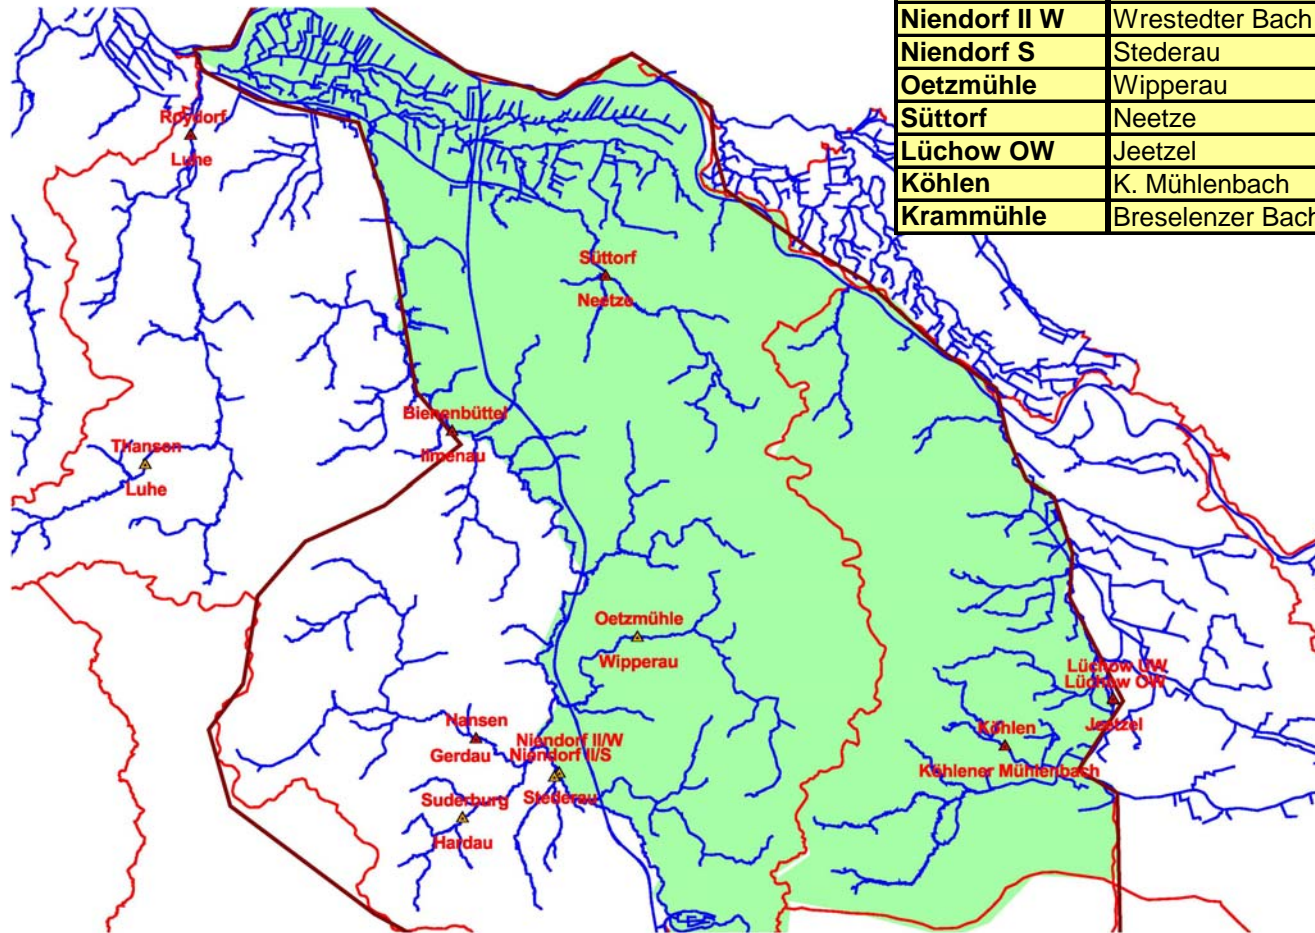 Niendorf II W Wrestedter Bach
Niendorf S Stederau
Oetzmühle Wipperau
Süttorf Neetze
Lüchow OW Jeetzel
Köhlen K. Mühlenbach
Krammühle Breselenzer Bach
Roydorf
Luhe
Süttorf
Neetze
Bienenbüttel
Ilmenau
Thansen
Luhe
Oetzmühle
Wipperau
Lüchow UW
Lüchow OW
Jeetzel
Hansen
Gerdau
Niendorf II/W
Niendorf II/S
Stederau
Köhlen
Köhlener Mühlenbach
Suderburg
Hardau